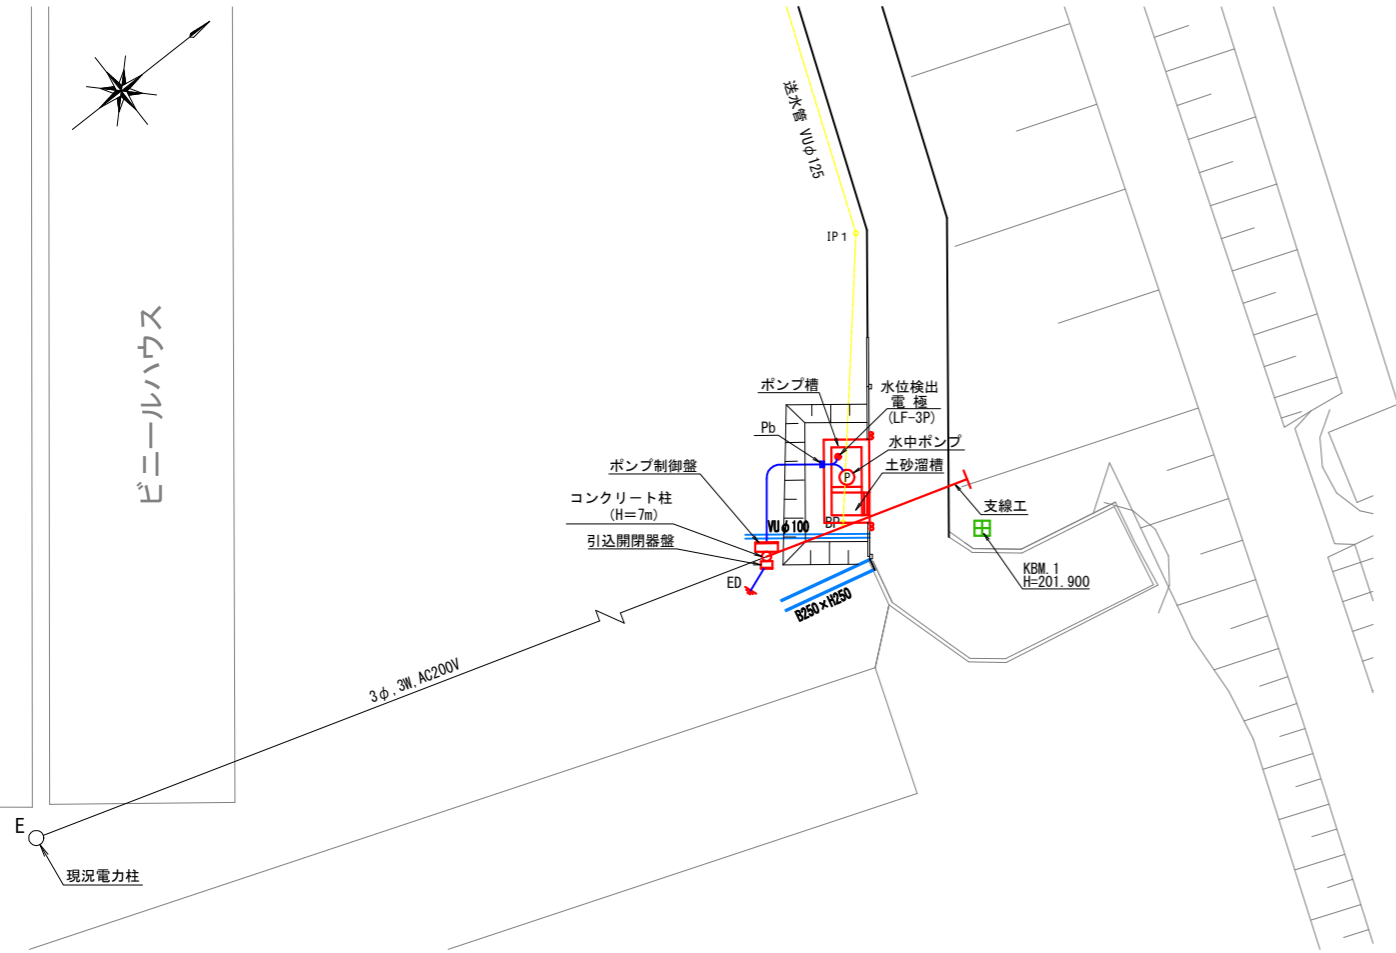 送水管 VUφ125
IP 1
ビニールハウス
ポンプ槽
水位検出
電 極
(LF-3P)
Pb
水中ポンプ
ポンプ制御盤
土砂溜槽
P
コンクリート柱
(H=7m)
支線工
BP
VUφ100
引込開閉器盤
ED
KBM.1
H=201.900
B250×H250
3φ,3W,AC200V
E
現況電力柱